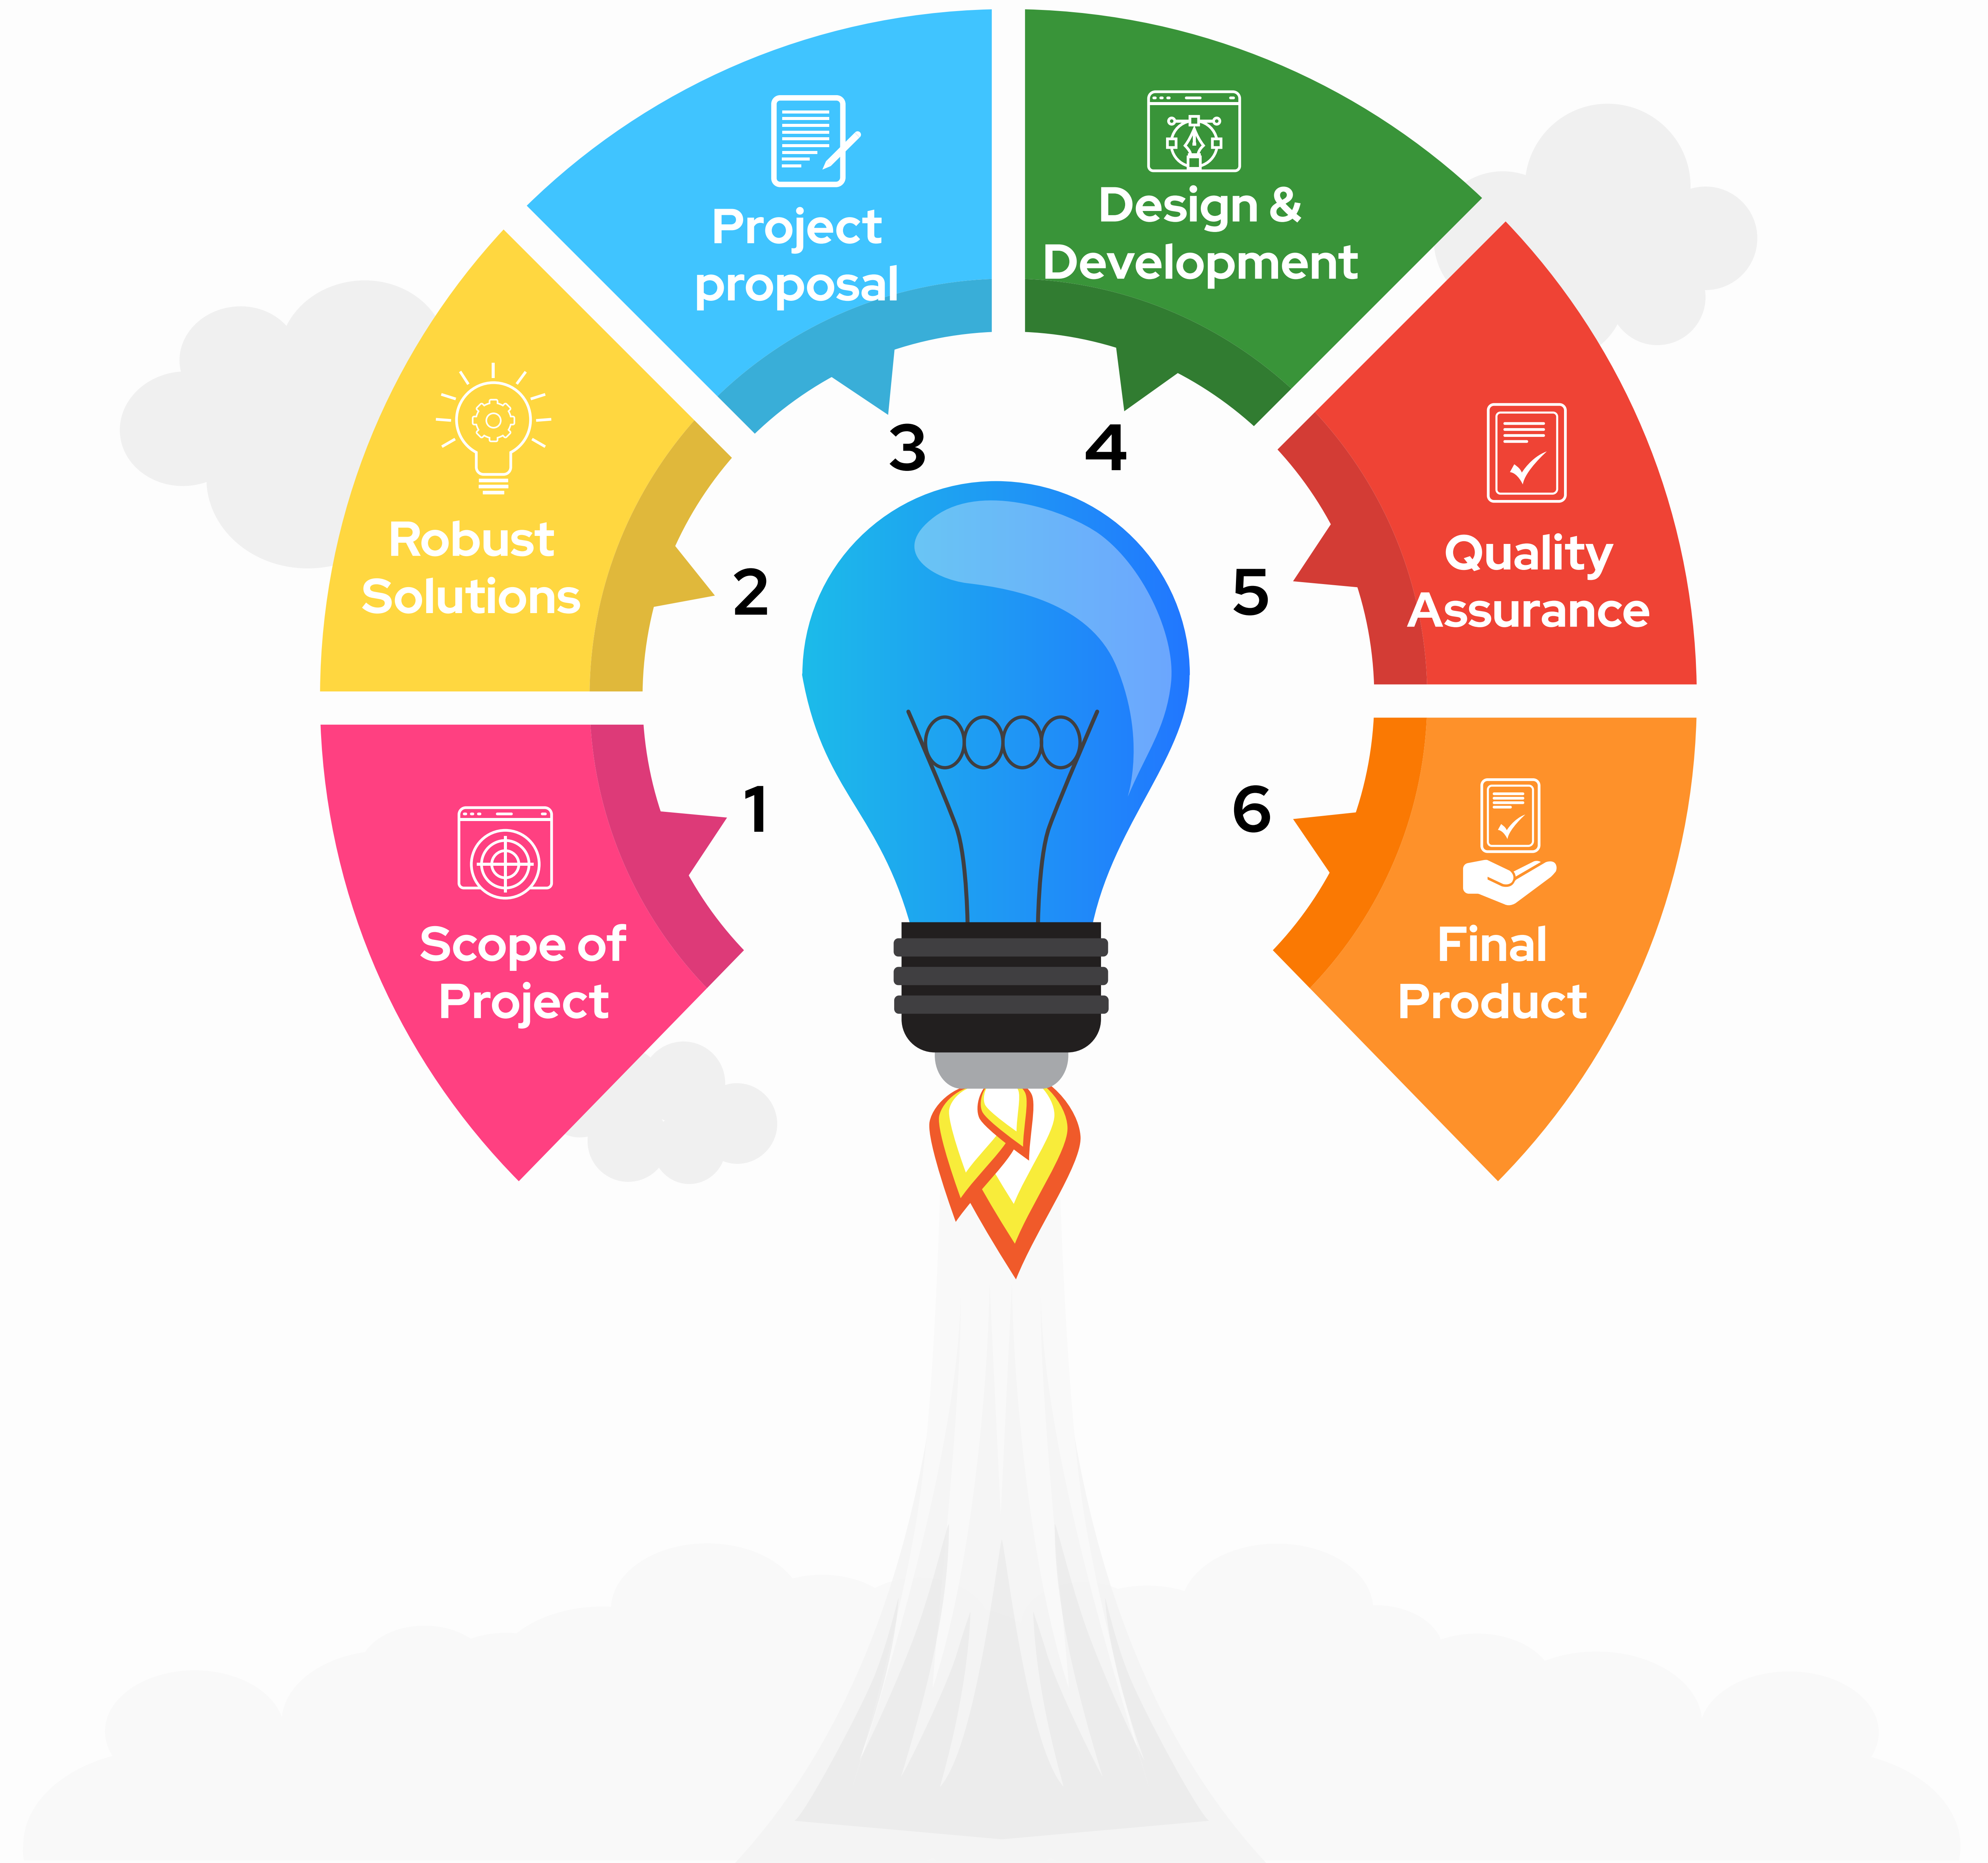 1
Scope of
Project
2
Robust
Solutions
3
Project
proposal
4
Design &
Development
5
Quality
Assurance
6
Final
Product